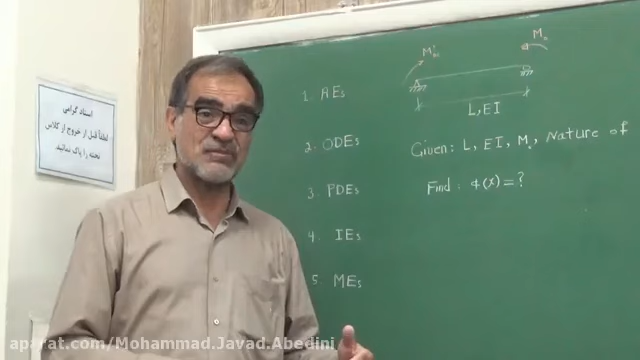 استاد گرامی
لطفاً قبل از خروج از کلاس
تخته را پاک نمائید.
1. AEs
2. ODEs
3. PDEs
4. IEs
5. MEs
L, EI
Given: L, EI, M, Nature of
Find: φ(x)=?
aparat.com/Mohammad.Javad.Abedini